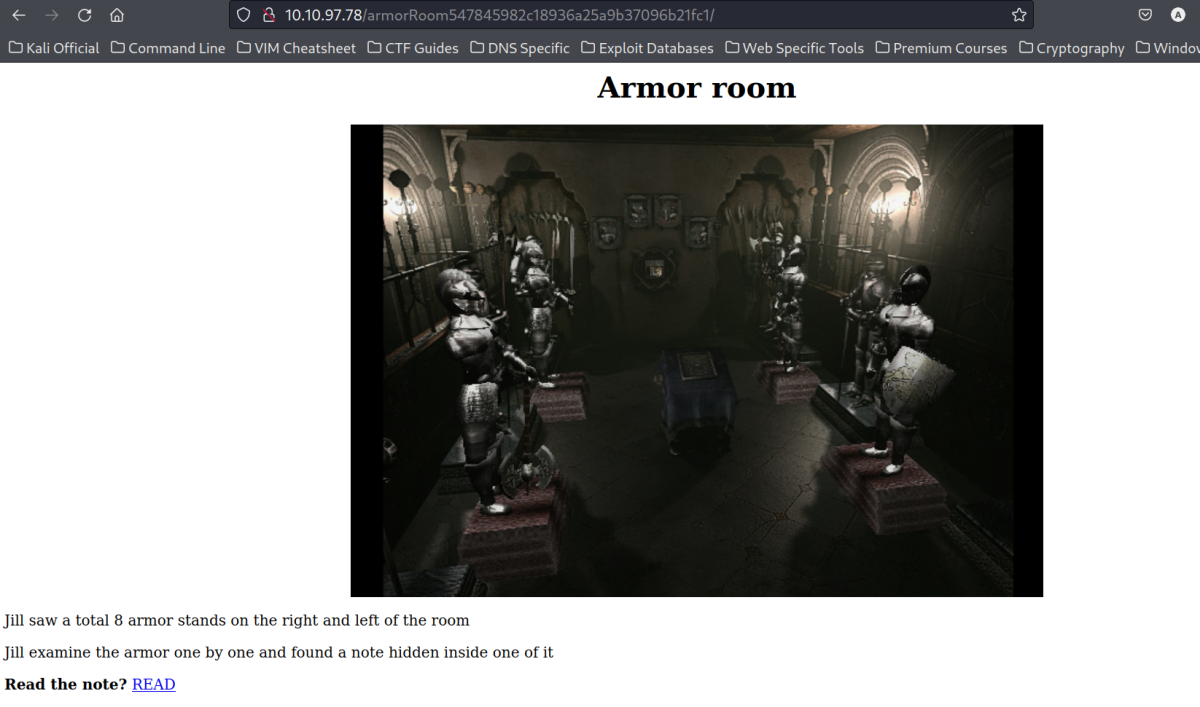 10.10.97.78/armorRoom547845982c18936a25a9b37096b21fc1/
A
Kali Official Command Line VIM Cheatsheet CTF Guides DNS Specific Exploit Databases Web Specific Tools Premium Courses Cryptography Window
Armor room
Jill saw a total 8 armor stands on the right and left of the room
Jill examine the armor one by one and found a note hidden inside one of it
Read the note? READ